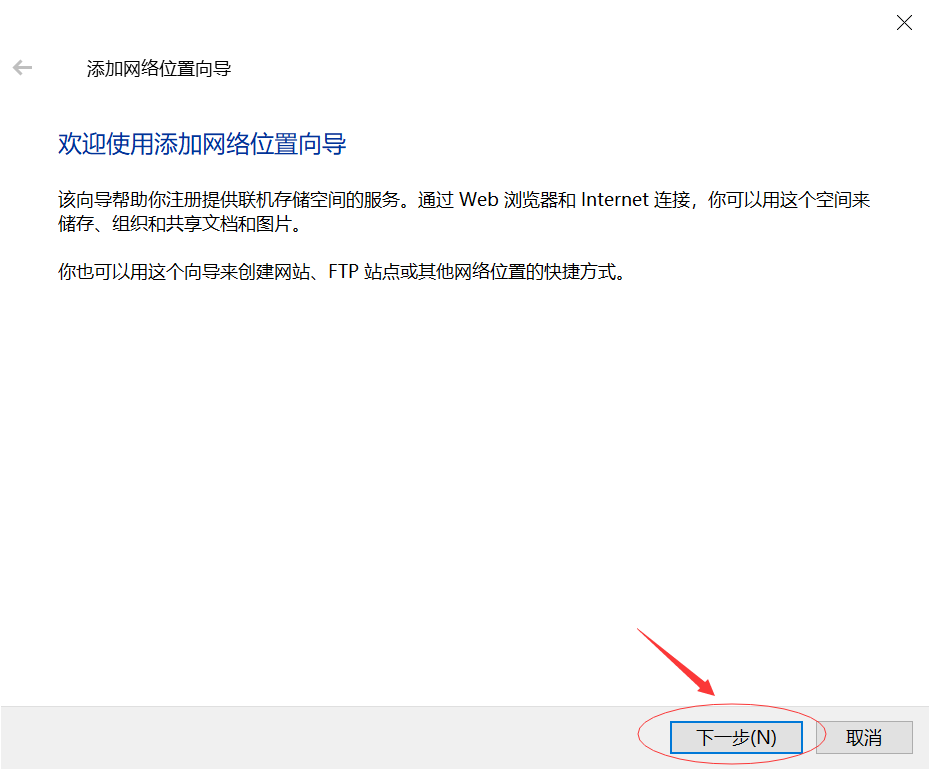 添加网络位置向导
欢迎使用添加网络位置向导
该向导帮助你注册提供联机存储空间的服务。通过 Web 浏览器和 Internet 连接，你可以用这个空间来
储存、组织和共享文档和图片。
你也可以用这个向导来创建网站、FTP 站点或其他网络位置的快捷方式。
下一步(N)
取消